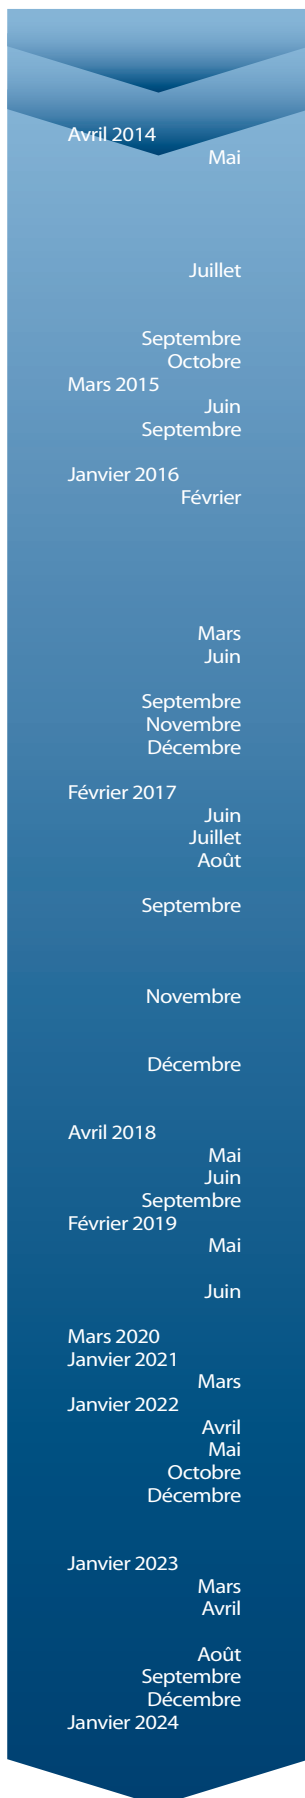 Avril 2014
Mai
Juillet
Septembre
Octobre
Mars 2015
Juin
Septembre
Janvier 2016
Février
Mars
Juin
Septembre
Novembre
Décembre
Février 2017
Juin
Juillet
Août
Septembre
Novembre
Décembre
Avril 2018
Mai
Juin
Septembre
Février 2019
Mai
Juin
Mars 2020
Janvier 2021
Mars
Janvier 2022
Avril
Mai
Octobre
Décembre
Janvier 2023
Mars
Avril
Août
Septembre
Décembre
Janvier 2024